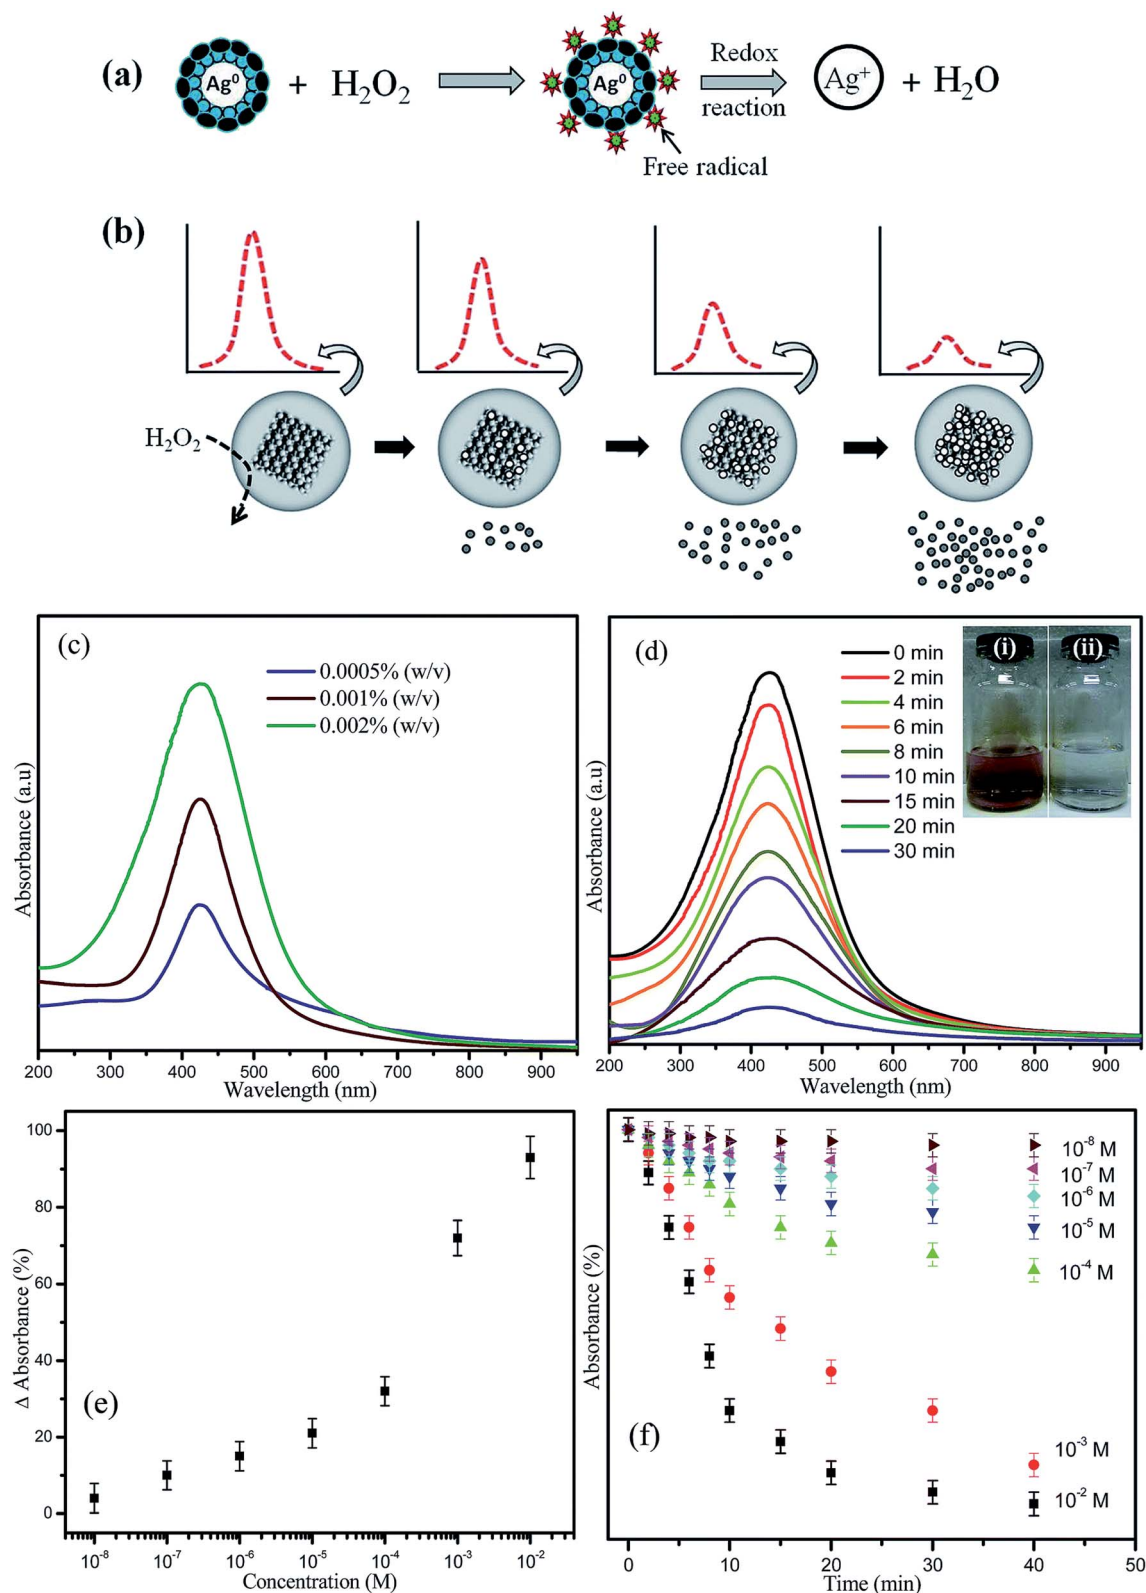 (a)
Ag⁰ + H₂O₂
Ag⁰
Redox
reaction
Ag⁺ + H₂O
Free radical
(b)
H₂O₂
(c)
0.0005% (w/v)
0.001% (w/v)
0.002% (w/v)
Absorbance (a.u)
200 300 400 500 600 700 800 900
Wavelength (nm)
(d)
0 min
2 min
4 min
6 min
8 min
10 min
15 min
20 min
30 min
(i)
(ii)
Absorbance (a.u)
200 300 400 500 600 700 800 900
Wavelength (nm)
100
80
60
40
20
0
Δ Absorbance (%)
(e)
10⁻⁸ 10⁻⁷ 10⁻⁶ 10⁻⁵ 10⁻⁴ 10⁻³ 10⁻²
Concentration (M)
Absorbance (%)
10⁻⁸ M
10⁻⁷ M
10⁻⁶ M
10⁻⁵ M
10⁻⁴ M
(f)
10⁻³ M
10⁻² M
0 10 20 30 40 50
Time (min)